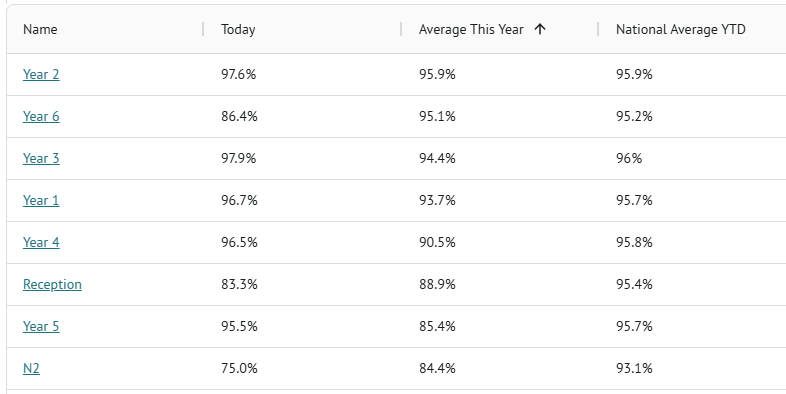 Name Today Average This Year National Average YTD
Year 2 97.6% 95.9% 95.9%
Year 6 86.4% 95.1% 95.2%
Year 3 97.9% 94.4% 96%
Year 1 96.7% 93.7% 95.7%
Year 4 96.5% 90.5% 95.8%
Reception 83.3% 88.9% 95.4%
Year 5 95.5% 85.4% 95.7%
N2 75.0% 84.4% 93.1%